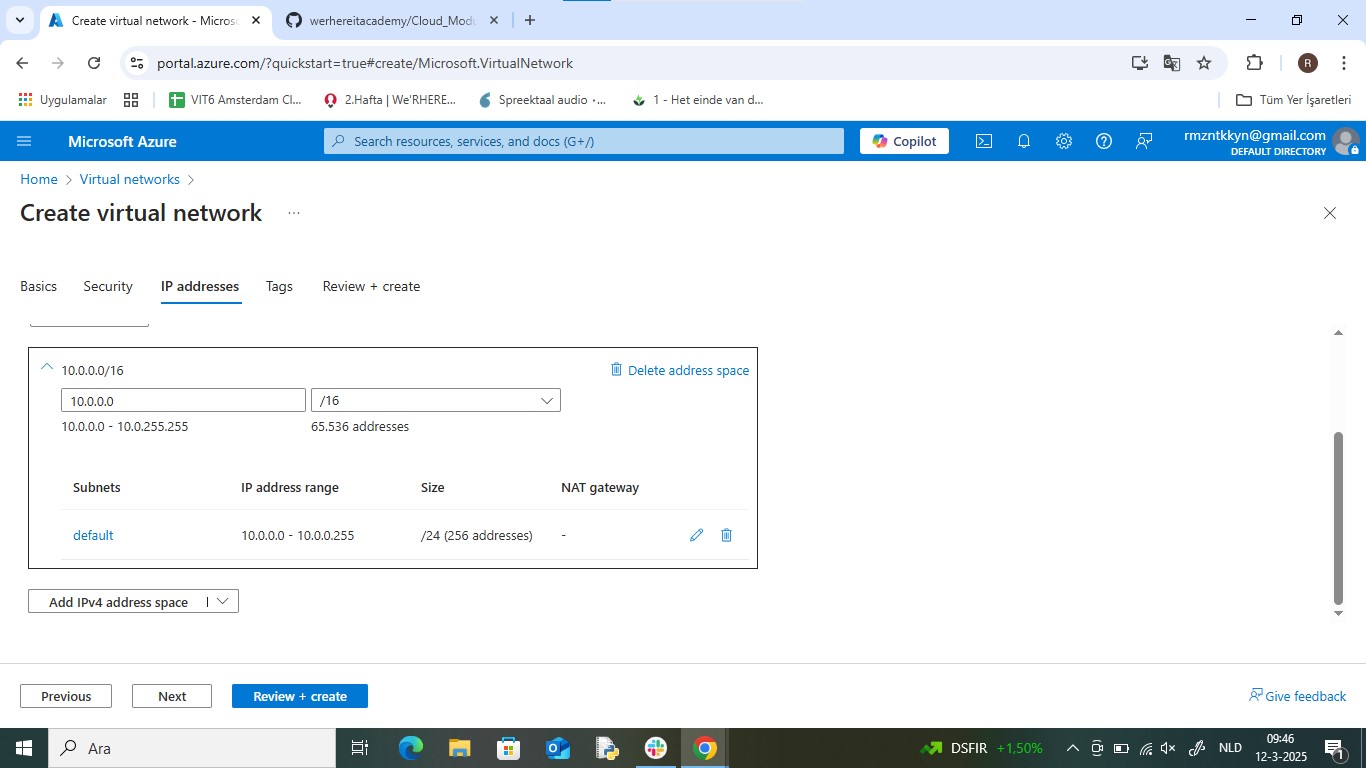 Create virtual network - Micros
werhereitacademy/Cloud_Modu
portal.azure.com/?quickstart=true#create/Microsoft.VirtualNetwork
R
Uygulamalar
VIT6 Amsterdam Cl...
2.Hafta | We'RHERE...
Spreektaal audio •...
1 - Het einde van d...
Tüm Yer İşaretleri
Microsoft Azure
Search resources, services, and docs (G+/)
Copilot
rmzntkkyn@gmail.com
DEFAULT DIRECTORY
Home > Virtual networks >
Create virtual network ...
Basics
Security
IP addresses
Tags
Review + create
10.0.0.0/16
Delete address space
10.0.0.0
/16
10.0.0.0 - 10.0.255.255
65.536 addresses
Subnets
IP address range
Size
NAT gateway
default
10.0.0.0 - 10.0.0.255
/24 (256 addresses)
-
Add IPv4 address space
Previous
Next
Review + create
Give feedback
Ara
DSFIR +1,50%
NLD
09:46
12-3-2025
1